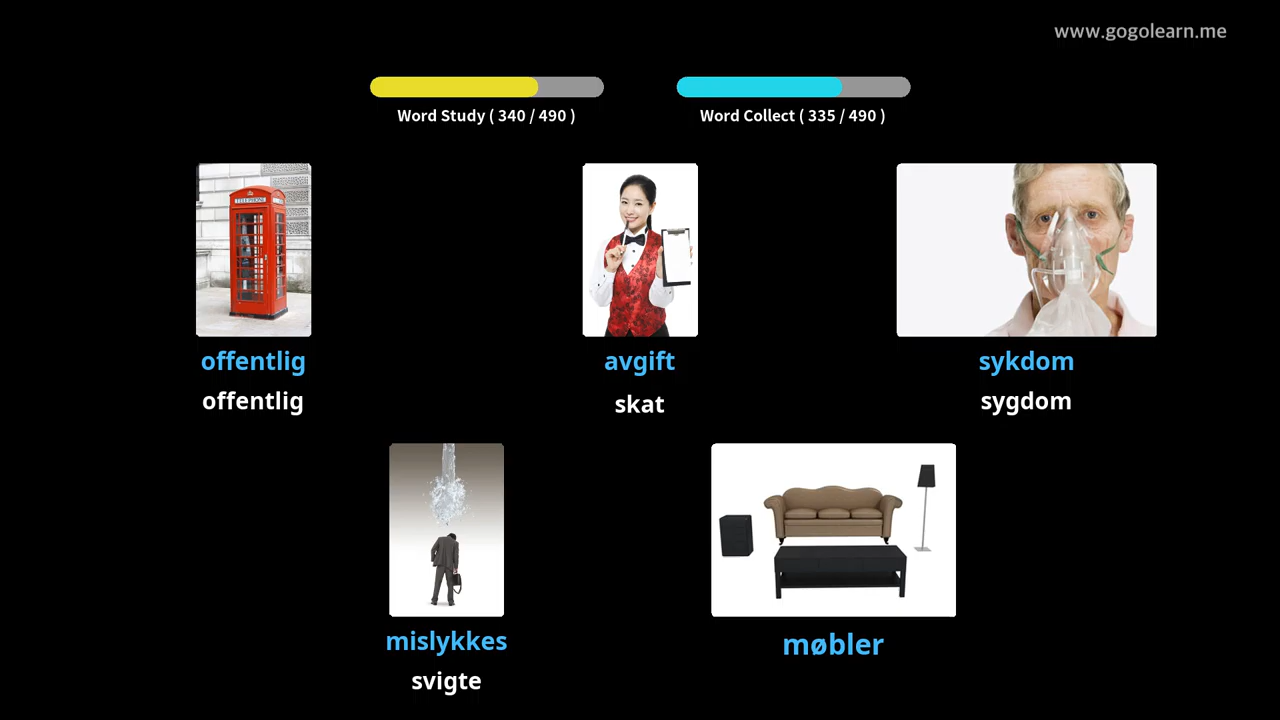 www.gogolearn.me
Word Study ( 340 / 490 )
Word Collect ( 335 / 490 )
TELEPHONE
offentlig
offentlig
avgift
skat
sykdom
sygdom
mislykkes
svigte
møbler